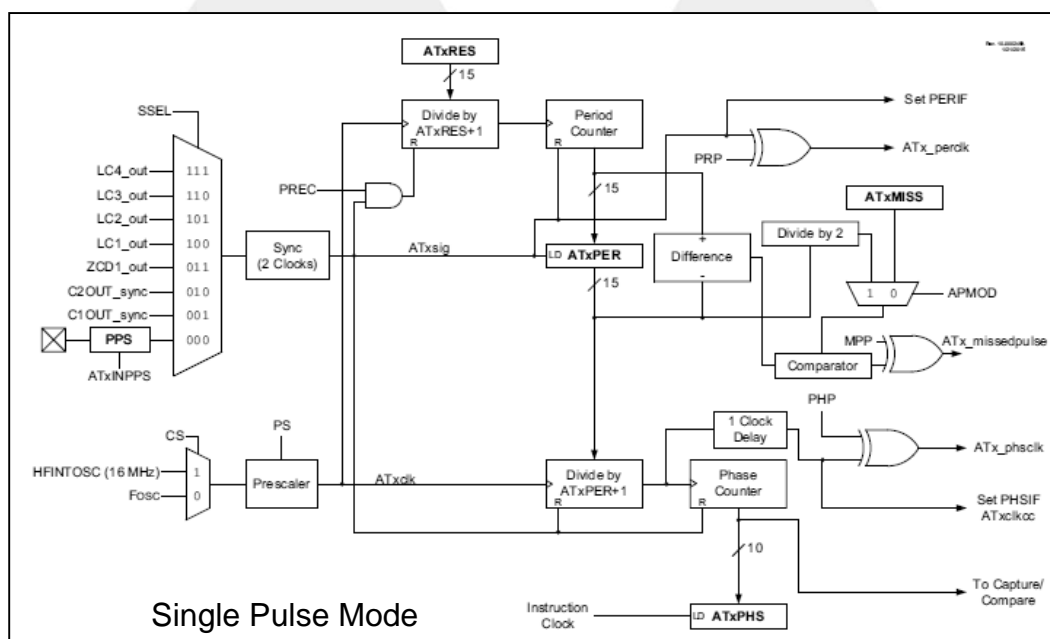 ATxRES
15
SSEL
Divide by
ATxRES+1
R
Period
Counter
R
Set PERIF
PRP
ATx_perclk
LC4_out
111
LC3_out
110
LC2_out
101
LC1_out
100
ZCD1_out
011
C2OUT_sync
010
C1OUT_sync
001
PPS
000
ATxINPPS
PREC
Sync
(2 Clocks)
ATxsig
15
LD
ATxPER
15
+
Difference
-
ATxMISS
Divide by 2
1 0
APMOD
MPP
ATx_missedpulse
Comparator
PHP
CS
PS
HFINTOSC (16 MHz)
1
Fosc
0
Prescaler
ATxclk
Divide by
ATxPER+1
R
1 Clock
Delay
Phase
Counter
R
ATx_phsclk
Set PHSIF
ATxclkcc
10
To Capture/
Compare
Instruction
Clock
LD
ATxPHS
Single Pulse Mode